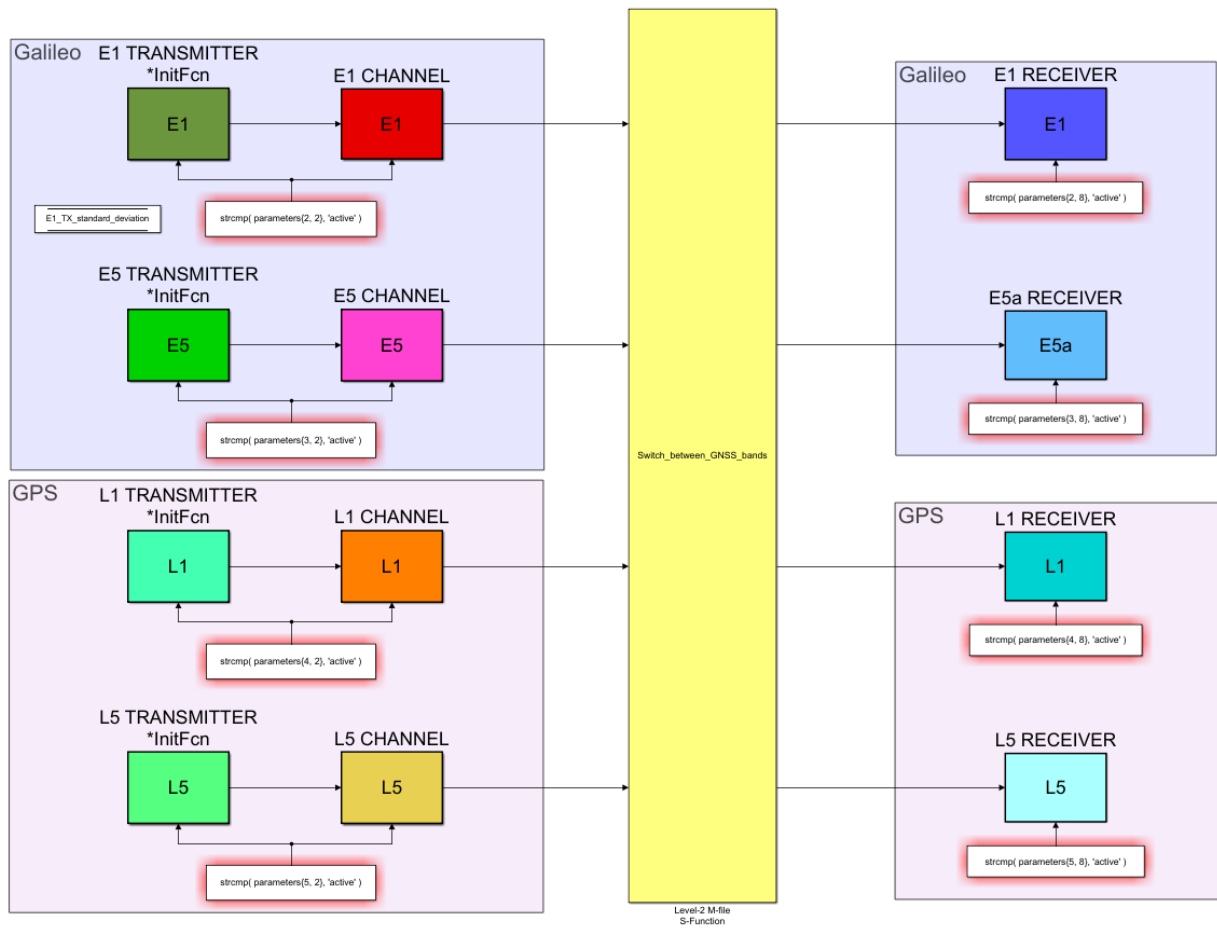 Galileo
E1 TRANSMITTER
*InitFcn
E1 CHANNEL
E1
E1
strcmp( parameters{2, 2}, 'active' )
E1_TX_standard_deviation
E5 TRANSMITTER
*InitFcn
E5 CHANNEL
E5
E5
strcmp( parameters{3, 2}, 'active' )
GPS
L1 TRANSMITTER
*InitFcn
L1 CHANNEL
L1
L1
strcmp( parameters{4, 2}, 'active' )
L5 TRANSMITTER
*InitFcn
L5 CHANNEL
L5
L5
strcmp( parameters{5, 2}, 'active' )
Switch_between_GNSS_bands
Level-2 M-file
S-Function
Galileo
E1 RECEIVER
E1
strcmp( parameters{2, 8}, 'active' )
E5a RECEIVER
E5a
strcmp( parameters{3, 8}, 'active' )
GPS
L1 RECEIVER
L1
strcmp( parameters{4, 8}, 'active' )
L5 RECEIVER
L5
strcmp( parameters{5, 8}, 'active' )